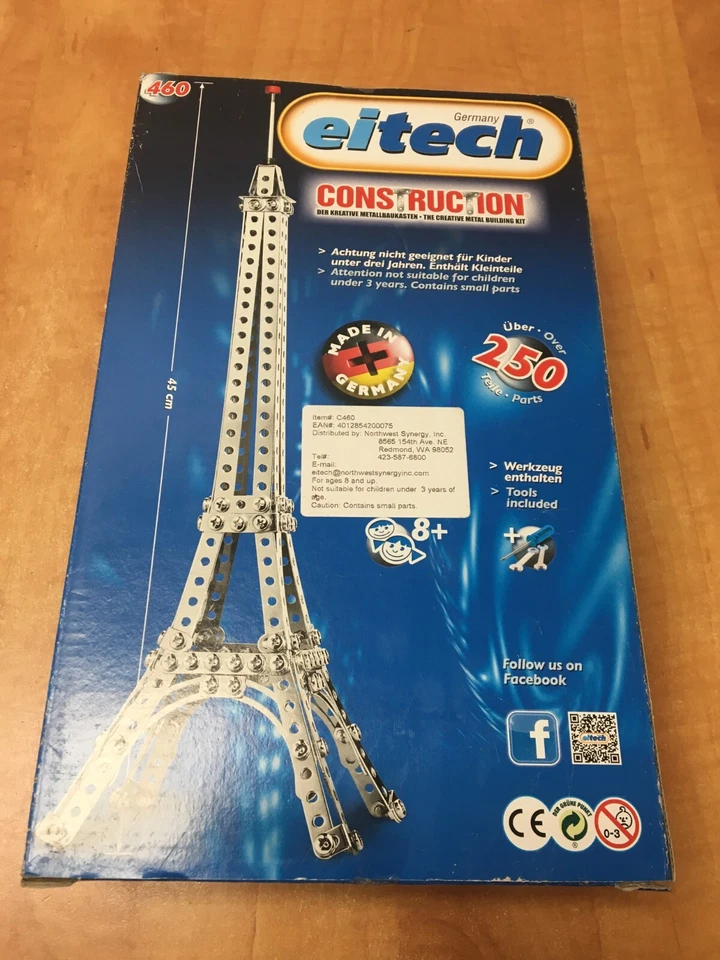 460
Germany
eitech®
CONSTRUCTION®
DER KREATIVE METALLBAUKASTEN • THE CREATIVE METAL BUILDING KIT
> Achtung nicht geeignet für Kinder
unter drei Jahren. Enthält Kleinteile
> Attention not suitable for children
under 3 years. Contains small parts
45 cm
MADE IN
GERMANY
Über • Over
250
Teile • Parts
Item#: C460
EAN#: 4012854200075
Distributed by: Northwest Synergy, Inc.
8565 154th Ave. NE
Redmond, WA 98052
Tel#: 423-587-6800
E-mail:
eitech@northwestsynergyinc.com
For ages 8 and up.
Not suitable for children under 3 years of
age.
Caution: Contains small parts.
8+
> Werkzeug
enthalten
> Tools
included
+
Follow us on
Facebook
f
eitech
CE
DER GRÜNE PUNKT
®
0-3